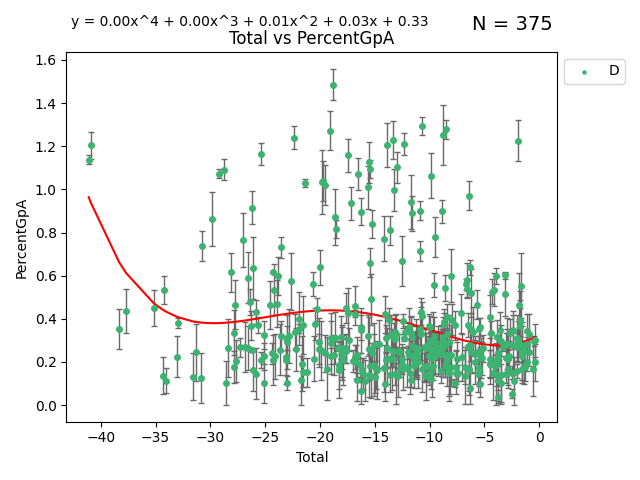 y = 0.00x^4 + 0.00x^3 + 0.01x^2 + 0.03x + 0.33
N = 375
Total vs PercentGpA
D
PercentGpA
1.6
1.4
1.2
1.0
0.8
0.6
0.4
0.2
0.0
−40 −35 −30 −25 −20 −15 −10 −5 0
Total